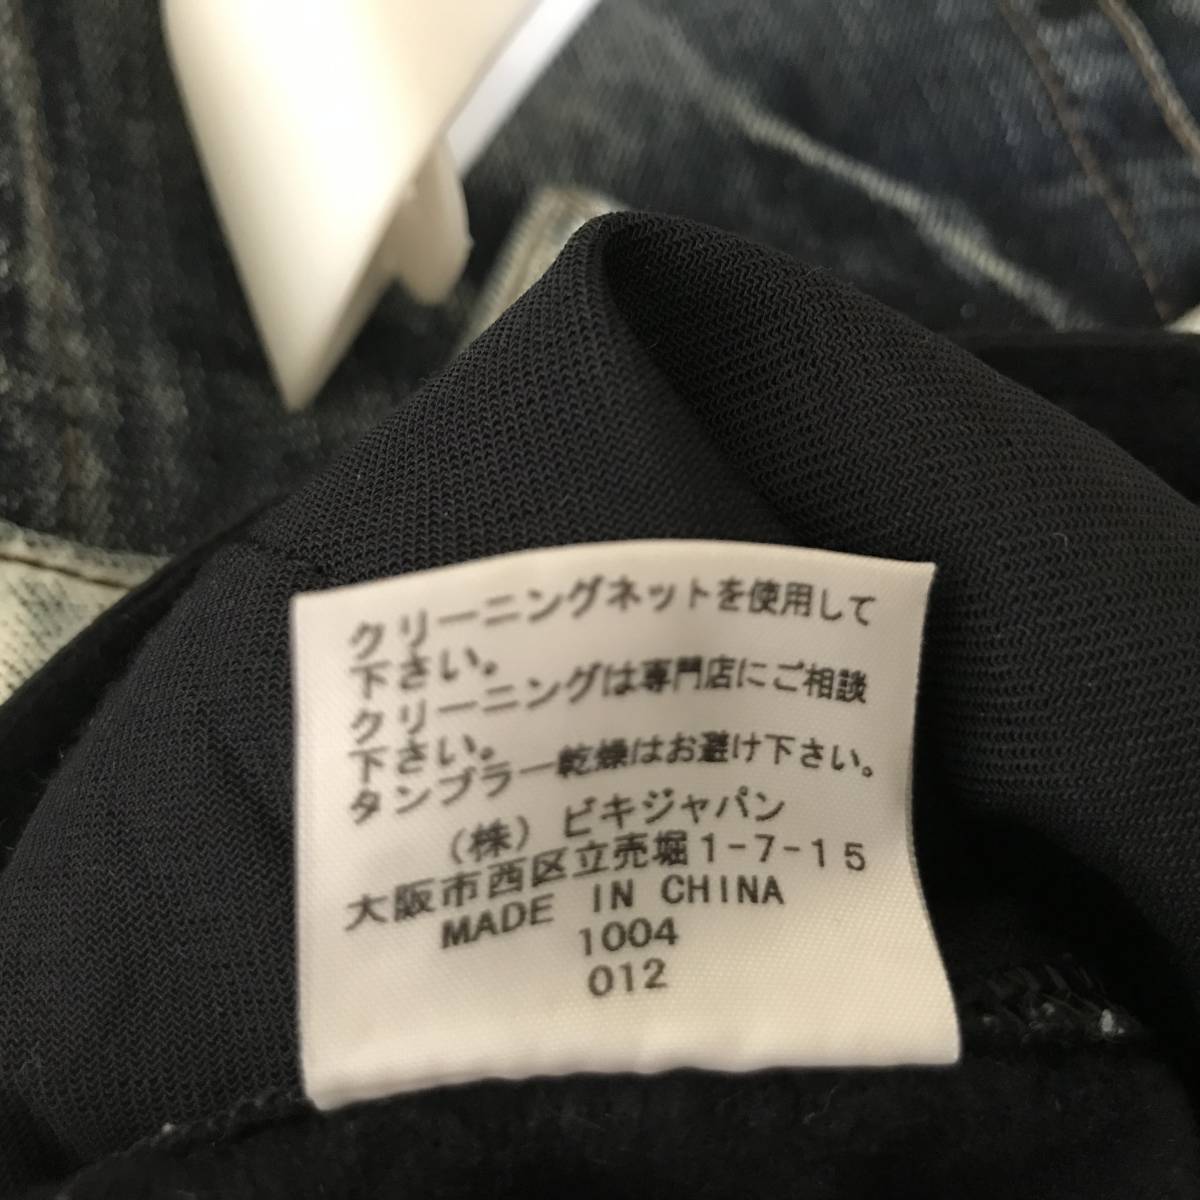 クリーニングネットを使用して
下さい。
クリーニングは専門店にご相談
下さい。
タンブラー乾燥はお避け下さい。
(株) ビキジャパン
大阪市西区立売堀1-7-15
MADE IN CHINA
1004
012